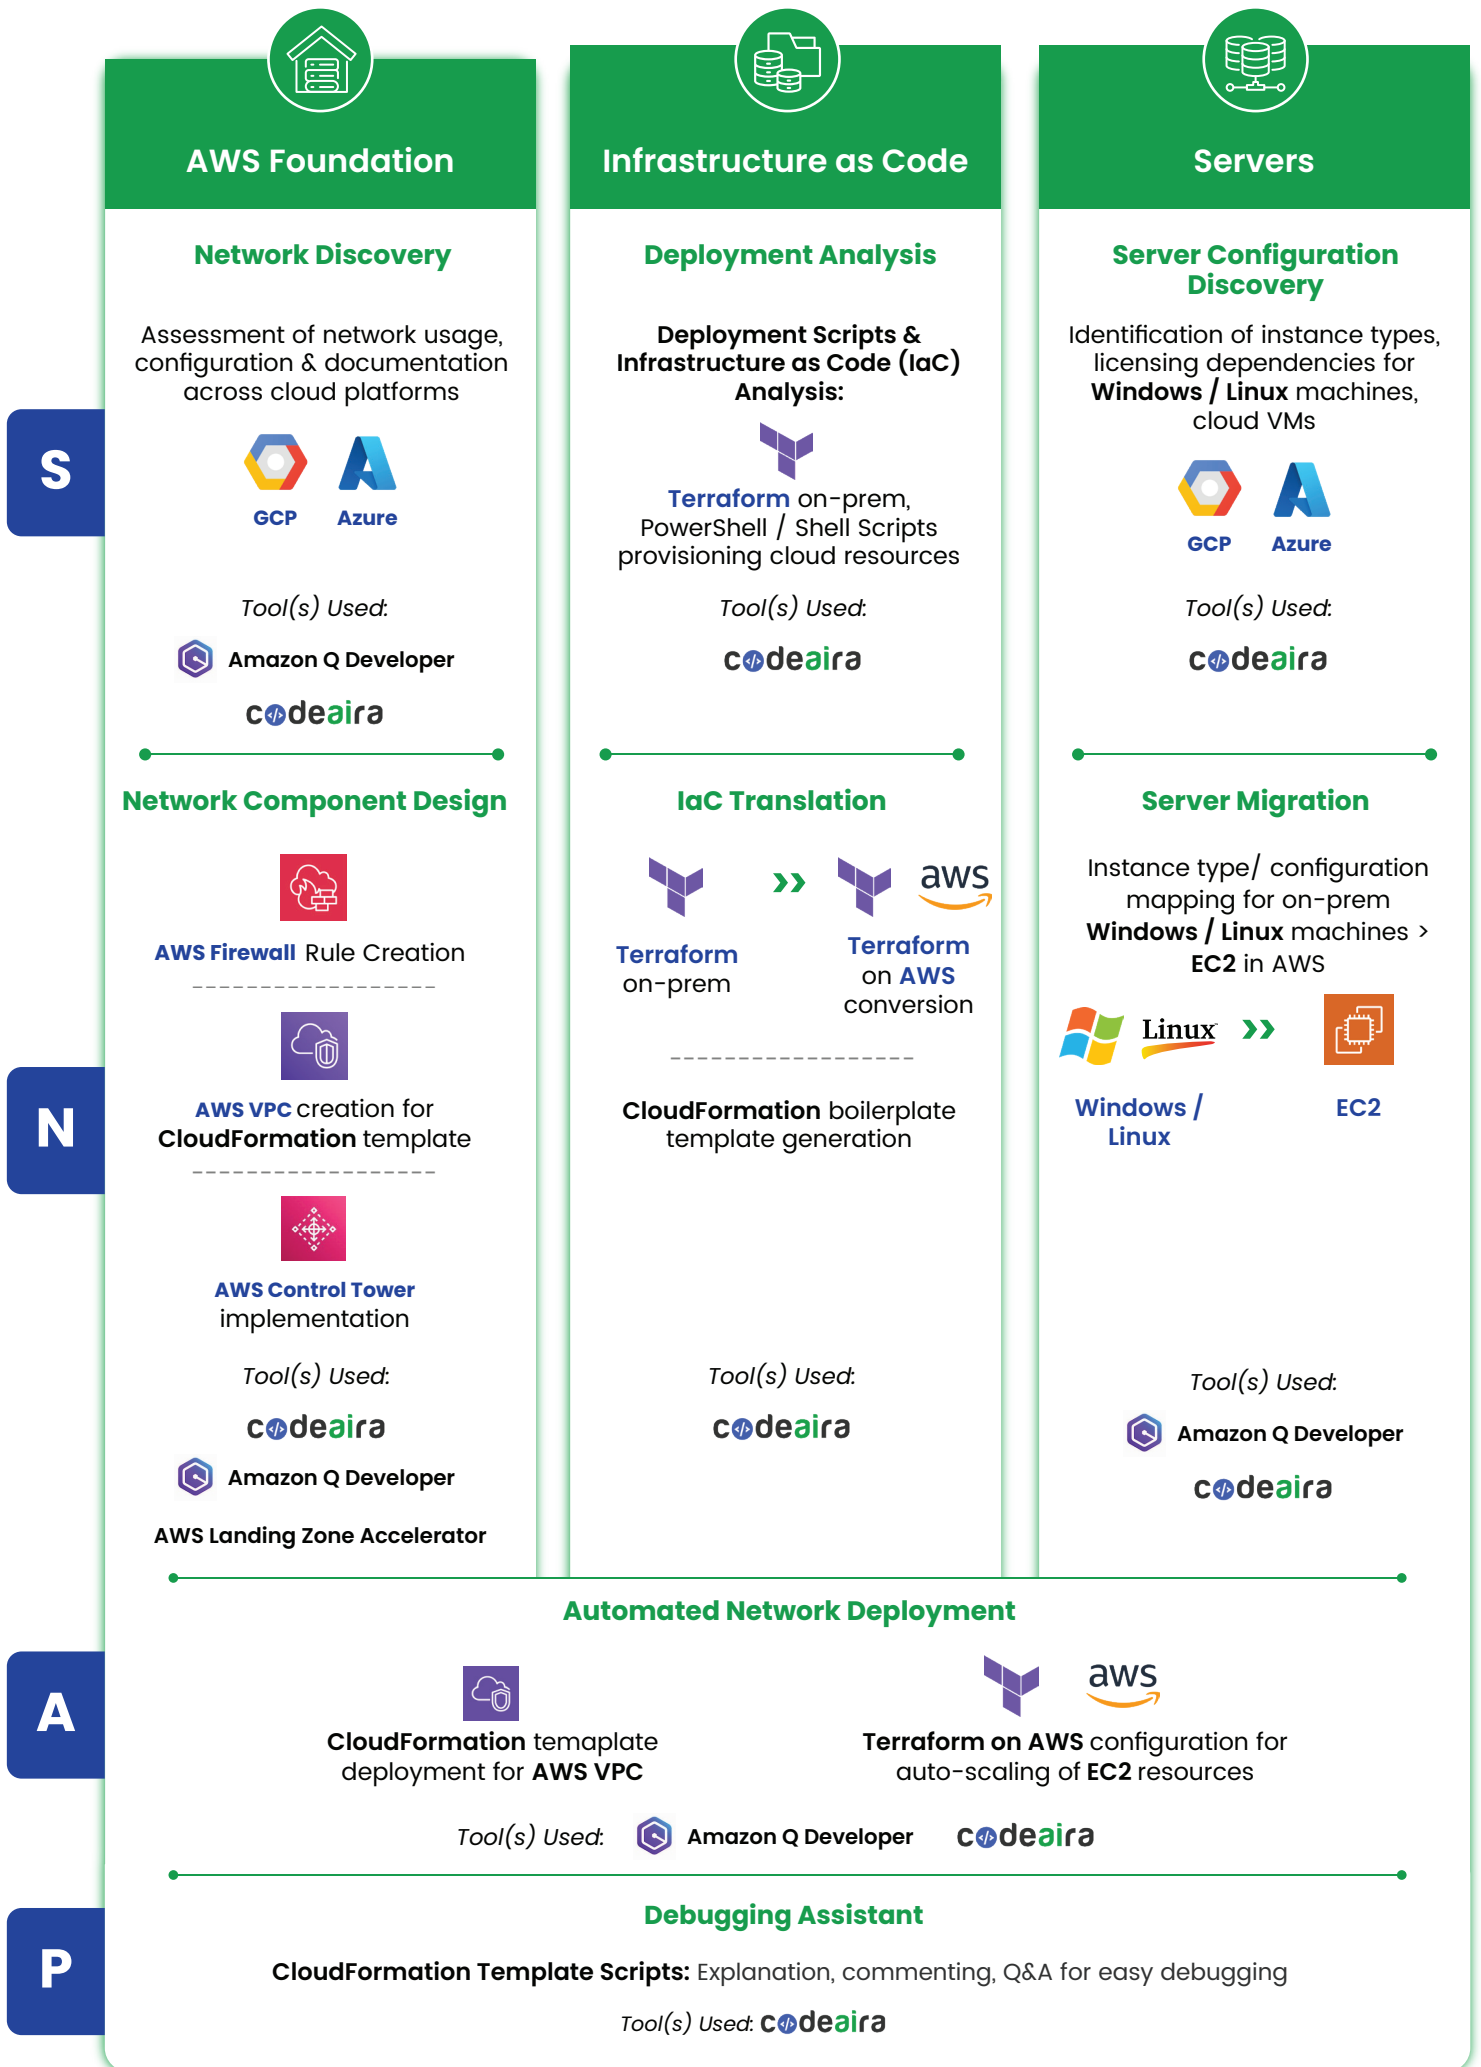 AWS Foundation
Infrastructure as Code
Servers
S
Network Discovery
Assessment of network usage,
configuration & documentation
across cloud platforms
GCP
Azure
Tool(s) Used:
Amazon Q Developer
codeaira
Deployment Analysis
Deployment Scripts &
Infrastructure as Code (IaC)
Analysis:
Terraform on-prem,
PowerShell / Shell Scripts
provisioning cloud resources
Tool(s) Used:
codeaira
Server Configuration
Discovery
Identification of instance types,
licensing dependencies for
Windows / Linux machines,
cloud VMs
GCP
Azure
Tool(s) Used:
codeaira
N
Network Component Design
AWS Firewall Rule Creation
AWS VPC creation for
CloudFormation template
AWS Control Tower
implementation
Tool(s) Used:
codeaira
Amazon Q Developer
AWS Landing Zone Accelerator
IaC Translation
aws
Terraform
on-prem
Terraform
on AWS
conversion
CloudFormation boilerplate
template generation
Tool(s) Used:
codeaira
Server Migration
Instance type/ configuration
mapping for on-prem
Windows / Linux machines >
EC2 in AWS
Linux
Windows /
Linux
EC2
Tool(s) Used:
Amazon Q Developer
codeaira
A
Automated Network Deployment
CloudFormation temaplate
deployment for AWS VPC
aws
Terraform on AWS configuration for
auto-scaling of EC2 resources
Tool(s) Used: Amazon Q Developer codeaira
P
Debugging Assistant
CloudFormation Template Scripts: Explanation, commenting, Q&A for easy debugging
Tool(s) Used: codeaira